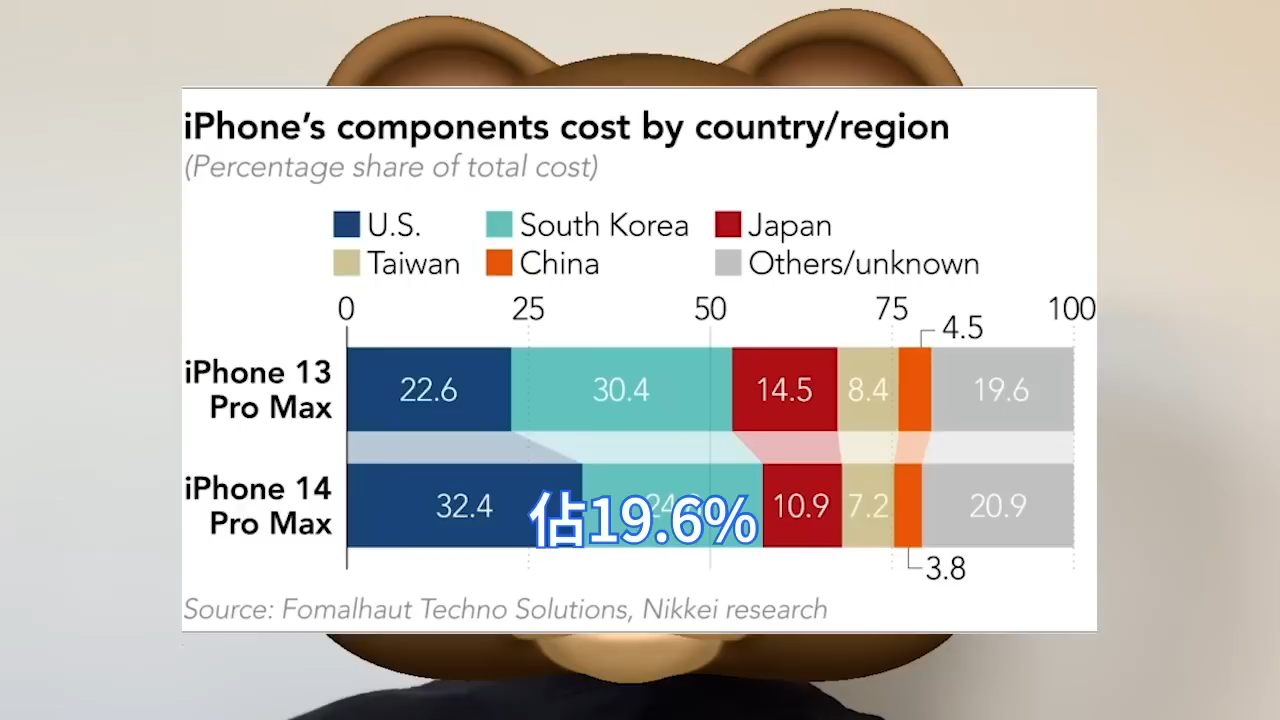 iPhone's components cost by country/region
(Percentage share of total cost)
U.S. South Korea Japan
Taiwan China Others/unknown
0 25 50 75 100
4.5
iPhone 13
Pro Max
22.6 30.4 14.5 8.4 19.6
iPhone 14
Pro Max
32.4 10.9 7.2 20.9
佔19.6%
3.8
Source: Fomalhaut Techno Solutions, Nikkei research